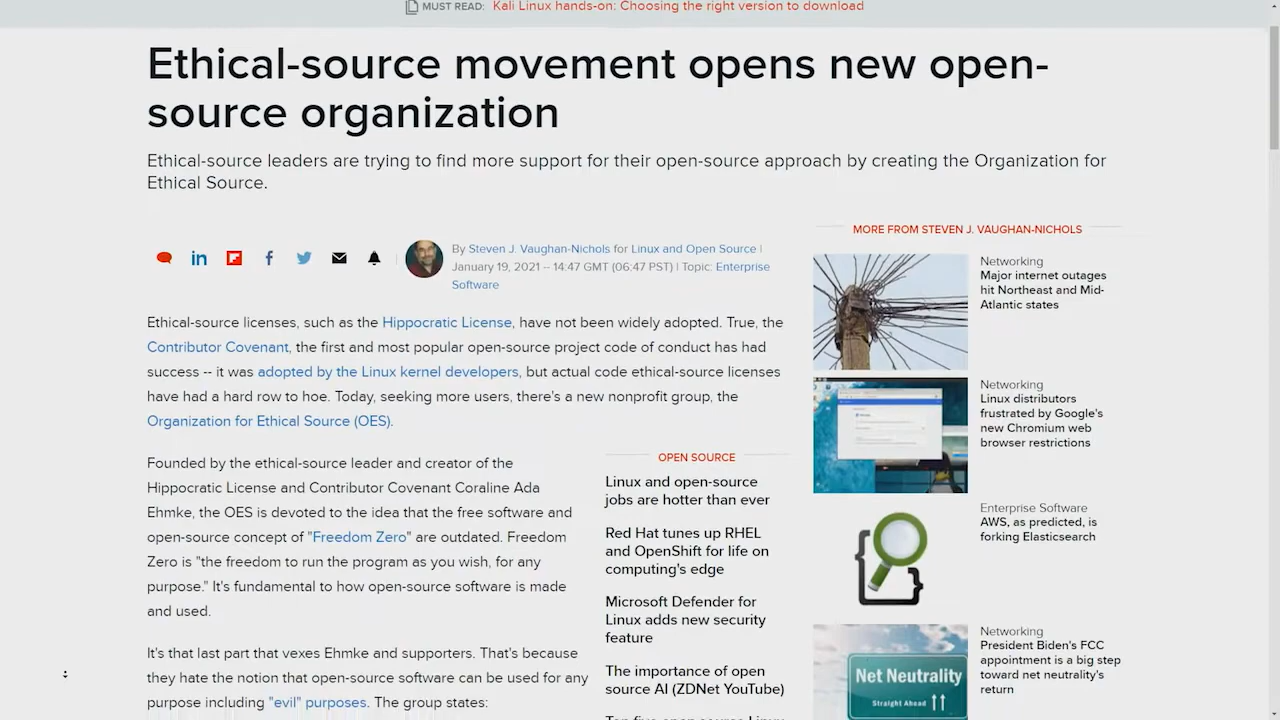 MUST READ: Kali Linux hands-on: Choosing the right version to download
Ethical-source movement opens new open-
source organization
Ethical-source leaders are trying to find more support for their open-source approach by creating the Organization for
Ethical Source.
By Steven J. Vaughan-Nichols for Linux and Open Source |
January 19, 2021 -- 14:47 GMT (06:47 PST) | Topic: Enterprise
Software
Ethical-source licenses, such as the Hippocratic License, have not been widely adopted. True, the
Contributor Covenant, the first and most popular open-source project code of conduct has had
success -- it was adopted by the Linux kernel developers, but actual code ethical-source licenses
have had a hard row to hoe. Today, seeking more users, there's a new nonprofit group, the
Organization for Ethical Source (OES).
Founded by the ethical-source leader and creator of the
Hippocratic License and Contributor Covenant Coraline Ada
Ehmke, the OES is devoted to the idea that the free software and
open-source concept of "Freedom Zero" are outdated. Freedom
Zero is "the freedom to run the program as you wish, for any
purpose." It's fundamental to how open-source software is made
and used.
It's that last part that vexes Ehmke and supporters. That's because
they hate the notion that open-source software can be used for any
purpose including "evil" purposes. The group states:
OPEN SOURCE
Linux and open-source
jobs are hotter than ever
Red Hat tunes up RHEL
and OpenShift for life on
computing's edge
Microsoft Defender for
Linux adds new security
feature
The importance of open
source AI (ZDNet YouTube)
Top five open source Linux
MORE FROM STEVEN J. VAUGHAN-NICHOLS
Networking
Major internet outages
hit Northeast and Mid-
Atlantic states
Networking
Linux distributors
frustrated by Google's
new Chromium web
browser restrictions
Enterprise Software
AWS, as predicted, is
forking Elasticsearch
Networking
President Biden's FCC
appointment is a big step
toward net neutrality's
return
Net Neutrality
Straight Ahead